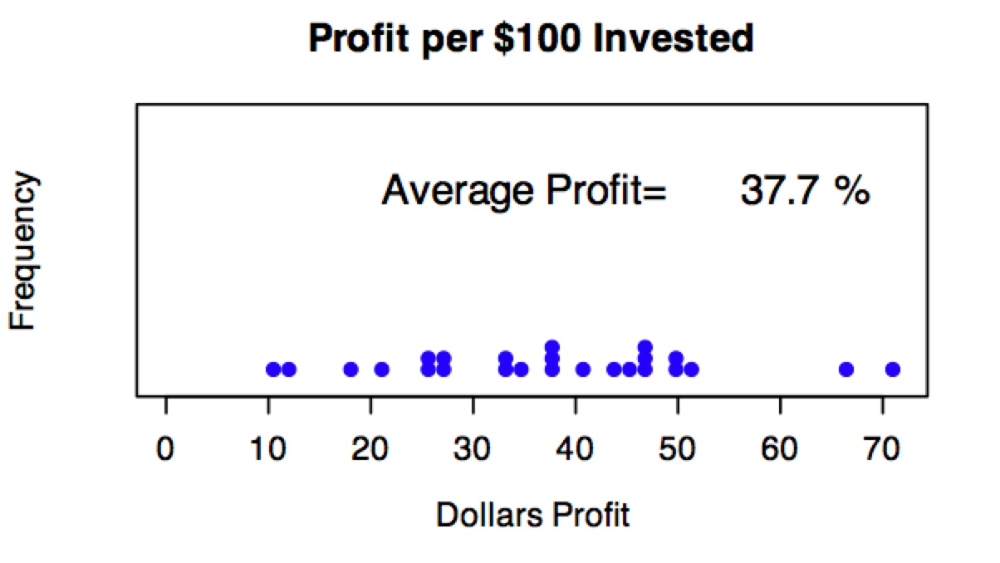 Profit per $100 Invested
Frequency
Average Profit= 37.7 %
0 10 20 30 40 50 60 70
Dollars Profit